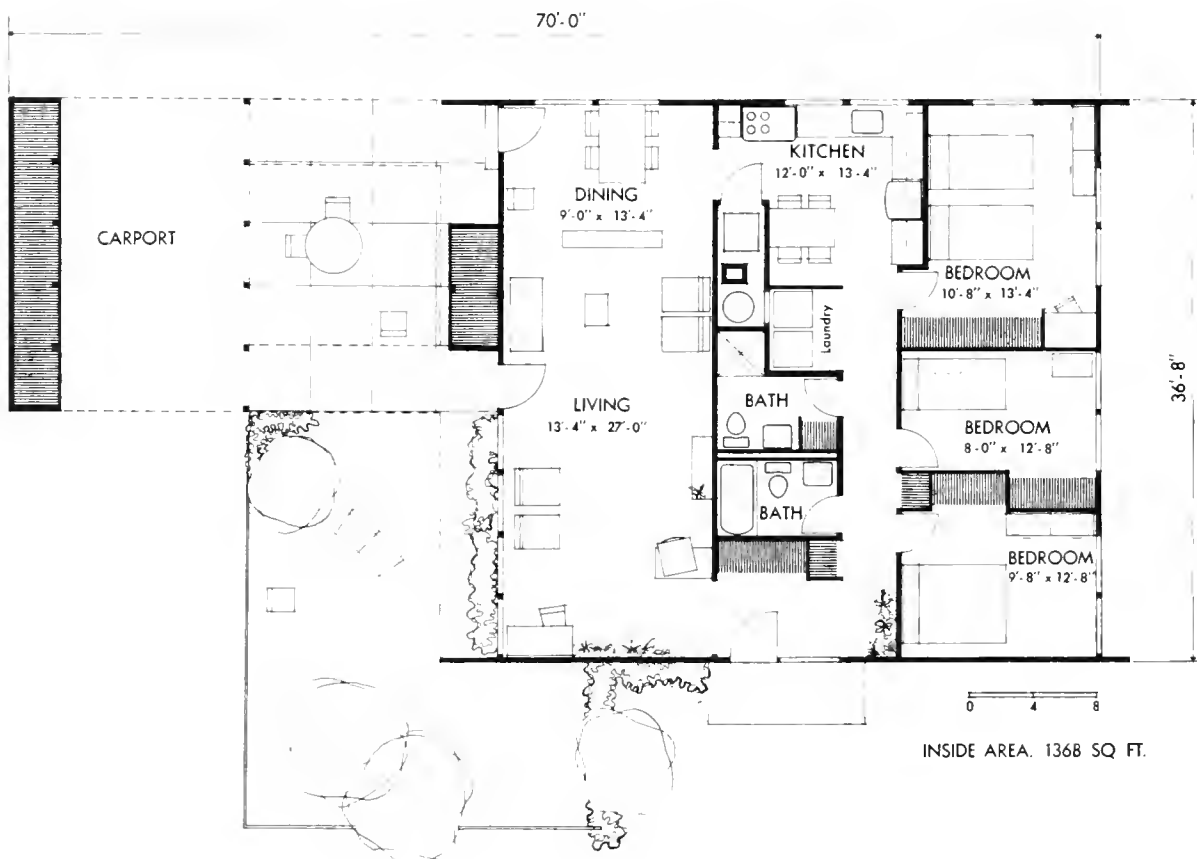 70'-0"
CARPORT
DINING
9'-0" x 13'-4"
KITCHEN
12'-0" x 13-4"
BEDROOM
10'-8" x 13'-4"
Laundry
LIVING
13'-4" x 27'-0"
BATH
BEDROOM
8-0" x 12'-8"
36'-8"
BATH
BEDROOM
9'-8" x 12'-8"
0 4 8
INSIDE AREA. 1368 SQ FT.